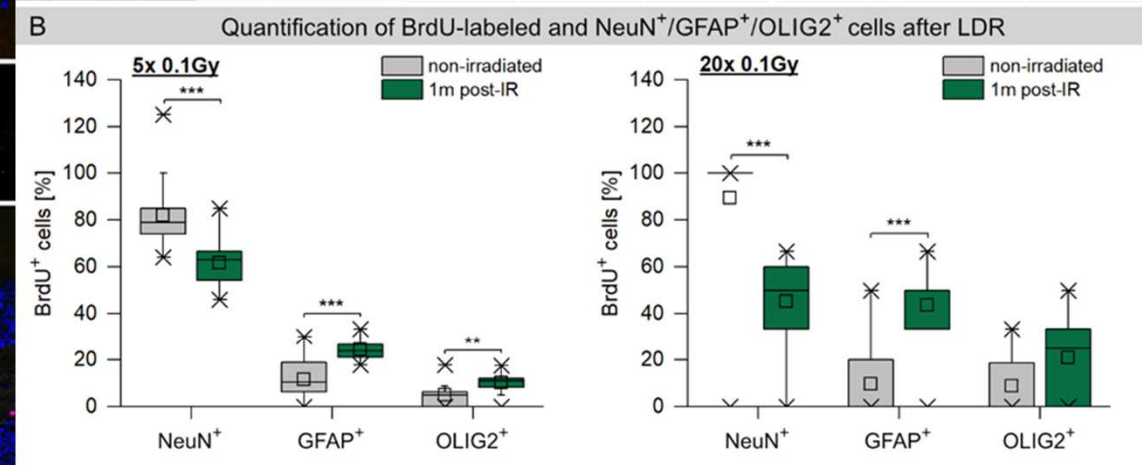 B Quantification of BrdU-labeled and NeuN⁺/GFAP⁺/OLIG2⁺ cells after LDR
5x 0.1Gy
non-irradiated
1m post-IR
BrdU⁺ cells [%]
140
120
100
80
60
40
20
0
***
***
**
NeuN⁺ GFAP⁺ OLIG2⁺
20x 0.1Gy
non-irradiated
1m post-IR
BrdU⁺ cells [%]
140
120
100
80
60
40
20
0
***
***
NeuN⁺ GFAP⁺ OLIG2⁺